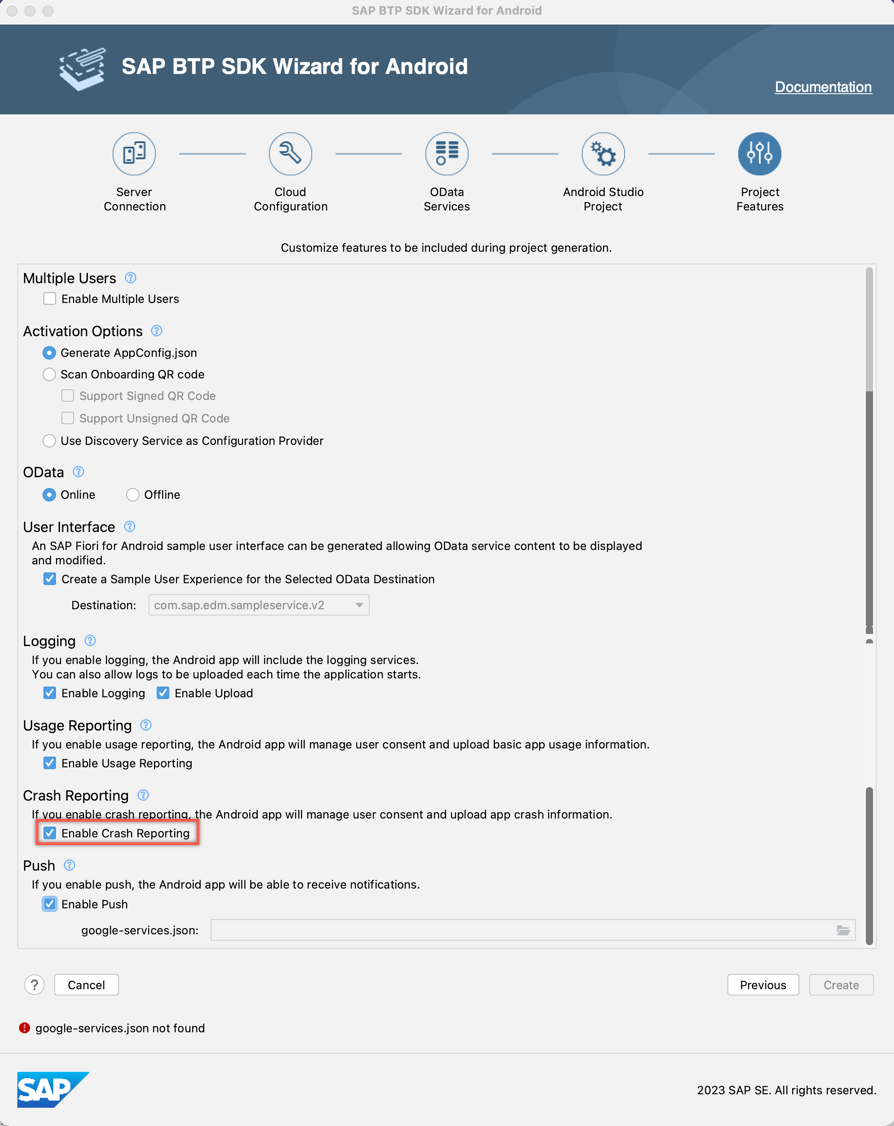 SAP BTP SDK Wizard for Android
SAP BTP SDK Wizard for Android
Documentation
Server
Connection
Cloud
Configuration
OData
Services
Android Studio
Project
Project
Features
Customize features to be included during project generation.
Multiple Users ?
Enable Multiple Users
Activation Options ?
Generate AppConfig.json
Scan Onboarding QR code
Support Signed QR Code
Support Unsigned QR Code
Use Discovery Service as Configuration Provider
OData ?
Online Offline
User Interface ?
An SAP Fiori for Android sample user interface can be generated allowing OData service content to be displayed
and modified.
Create a Sample User Experience for the Selected OData Destination
Destination: com.sap.edm.sampleservice.v2
Logging ?
If you enable logging, the Android app will include the logging services.
You can also allow logs to be uploaded each time the application starts.
Enable Logging Enable Upload
Usage Reporting ?
If you enable usage reporting, the Android app will manage user consent and upload basic app usage information.
Enable Usage Reporting
Crash Reporting ?
If you enable crash reporting, the Android app will manage user consent and upload app crash information.
Enable Crash Reporting
Push ?
If you enable push, the Android app will be able to receive notifications.
Enable Push
google-services.json:
? Cancel Previous Create
! google-services.json not found
SAP
2023 SAP SE. All rights reserved.